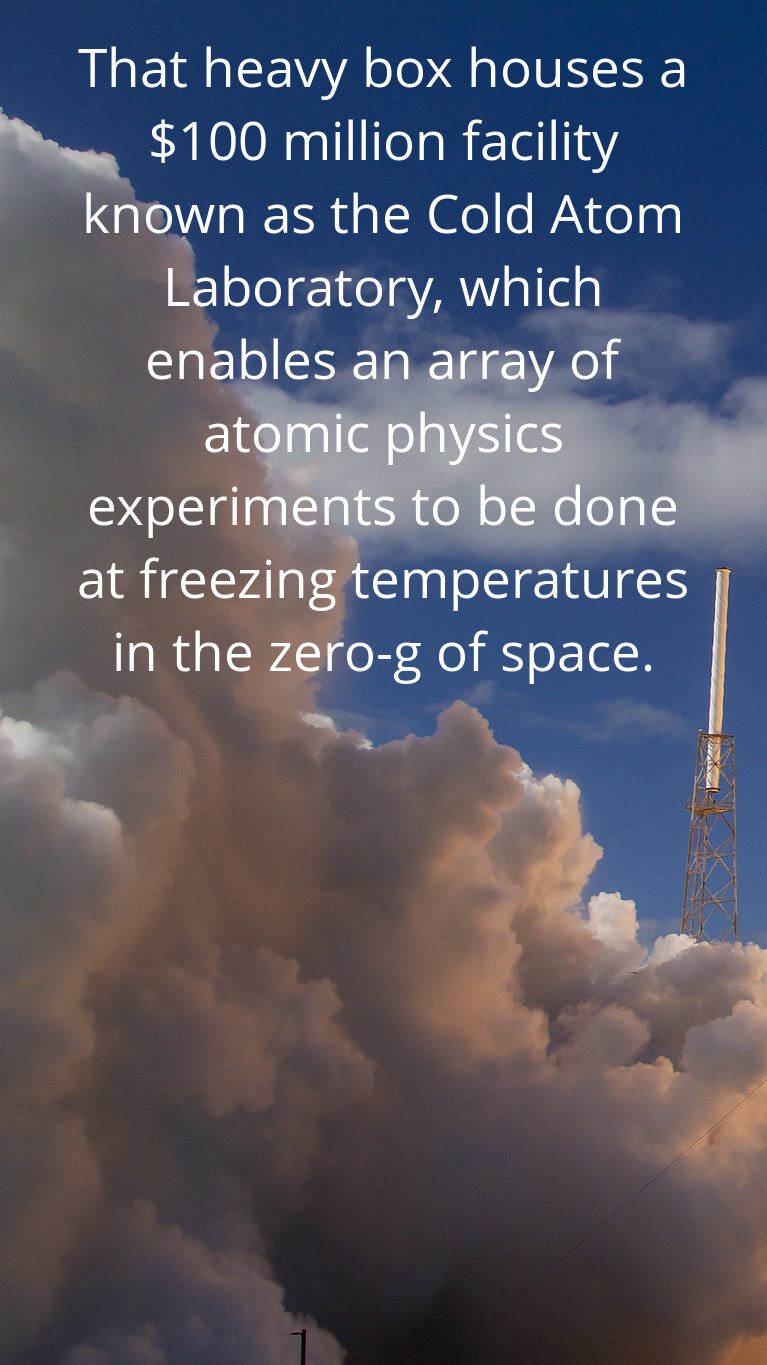 That heavy box houses a
$100 million facility
known as the Cold Atom
Laboratory, which
enables an array of
atomic physics
experiments to be done
at freezing temperatures
in the zero-g of space.